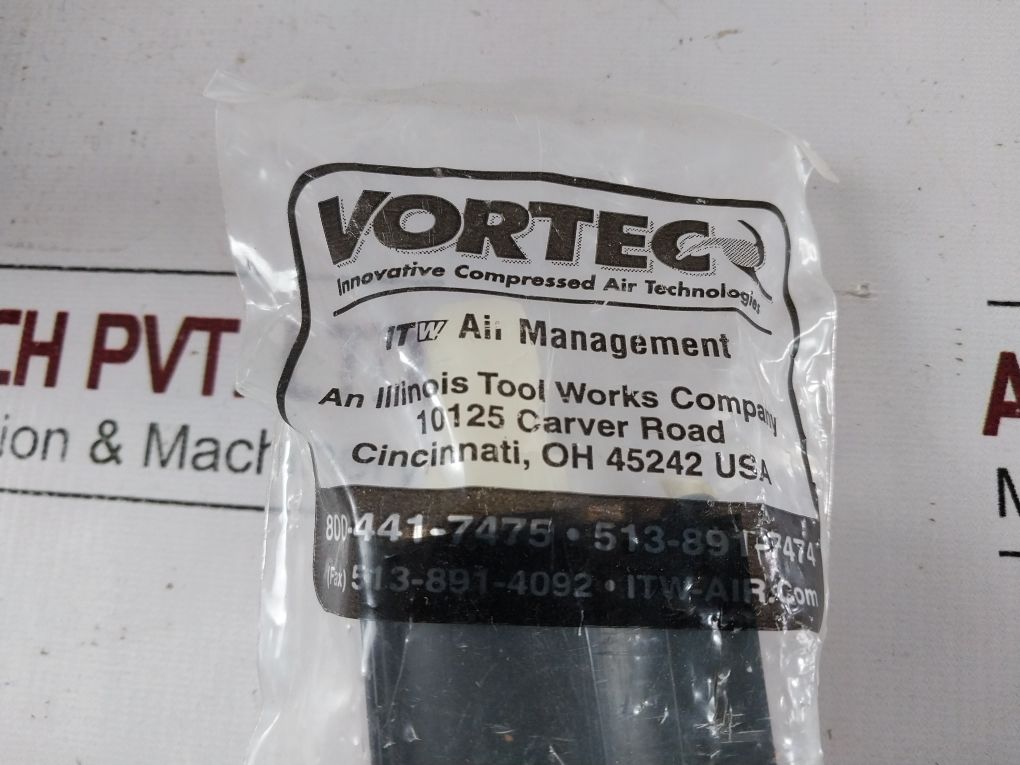 VORTEC
Innovative Compressed Air Technologies
ITW Air Management
An Illinois Tool Works Company
10125 Carver Road
Cincinnati, OH 45242 USA
800-441-7475 • 513-891-7474
(Fax) 513-891-4092 • ITW-AIR.Com
CH PVT.
ion & Mach
A
M